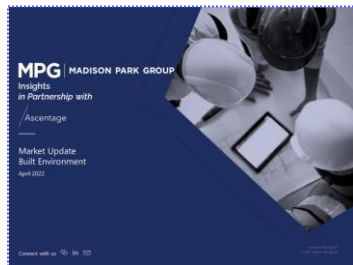 MPG MADISON PARK GROUP
Insights
in Partnership with
Ascentage
Market Update
Built Environment
April 2022
Connect with us